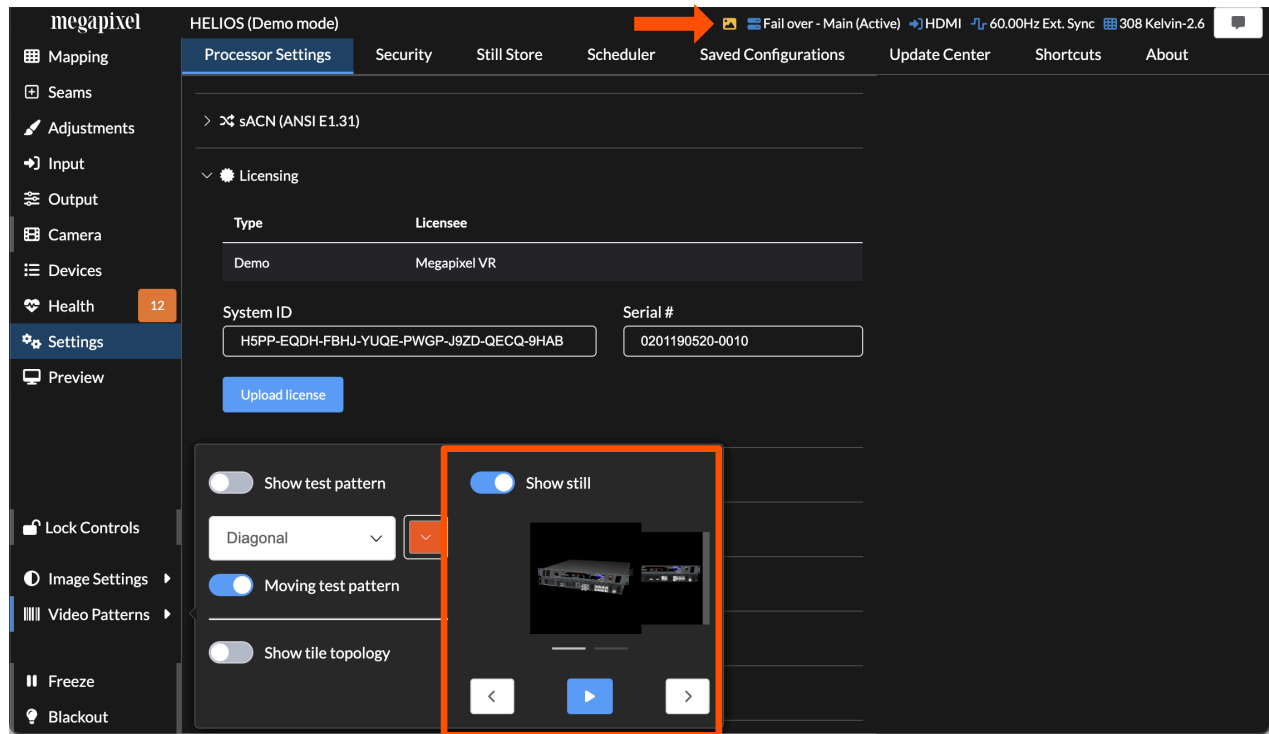 megapixel
HELIOS (Demo mode)
Fail over - Main (Active) HDMI 60.00Hz Ext. Sync 308 Kelvin-2.6
Mapping
Seams
Adjustments
Input
Output
Camera
Devices
Health 12
Settings
Preview
Lock Controls
Image Settings
Video Patterns
Freeze
Blackout
Processor Settings Security Still Store Scheduler Saved Configurations Update Center Shortcuts About
sACN (ANSI E1.31)
Licensing
Type Licensee
Demo Megapixel VR
System ID Serial #
H5PP-EQDH-FBHJ-YUQE-PWGP-J9ZD-QECQ-9HAB 0201190520-0010
Upload license
Show test pattern
Diagonal
Moving test pattern
Show tile topology
Show still